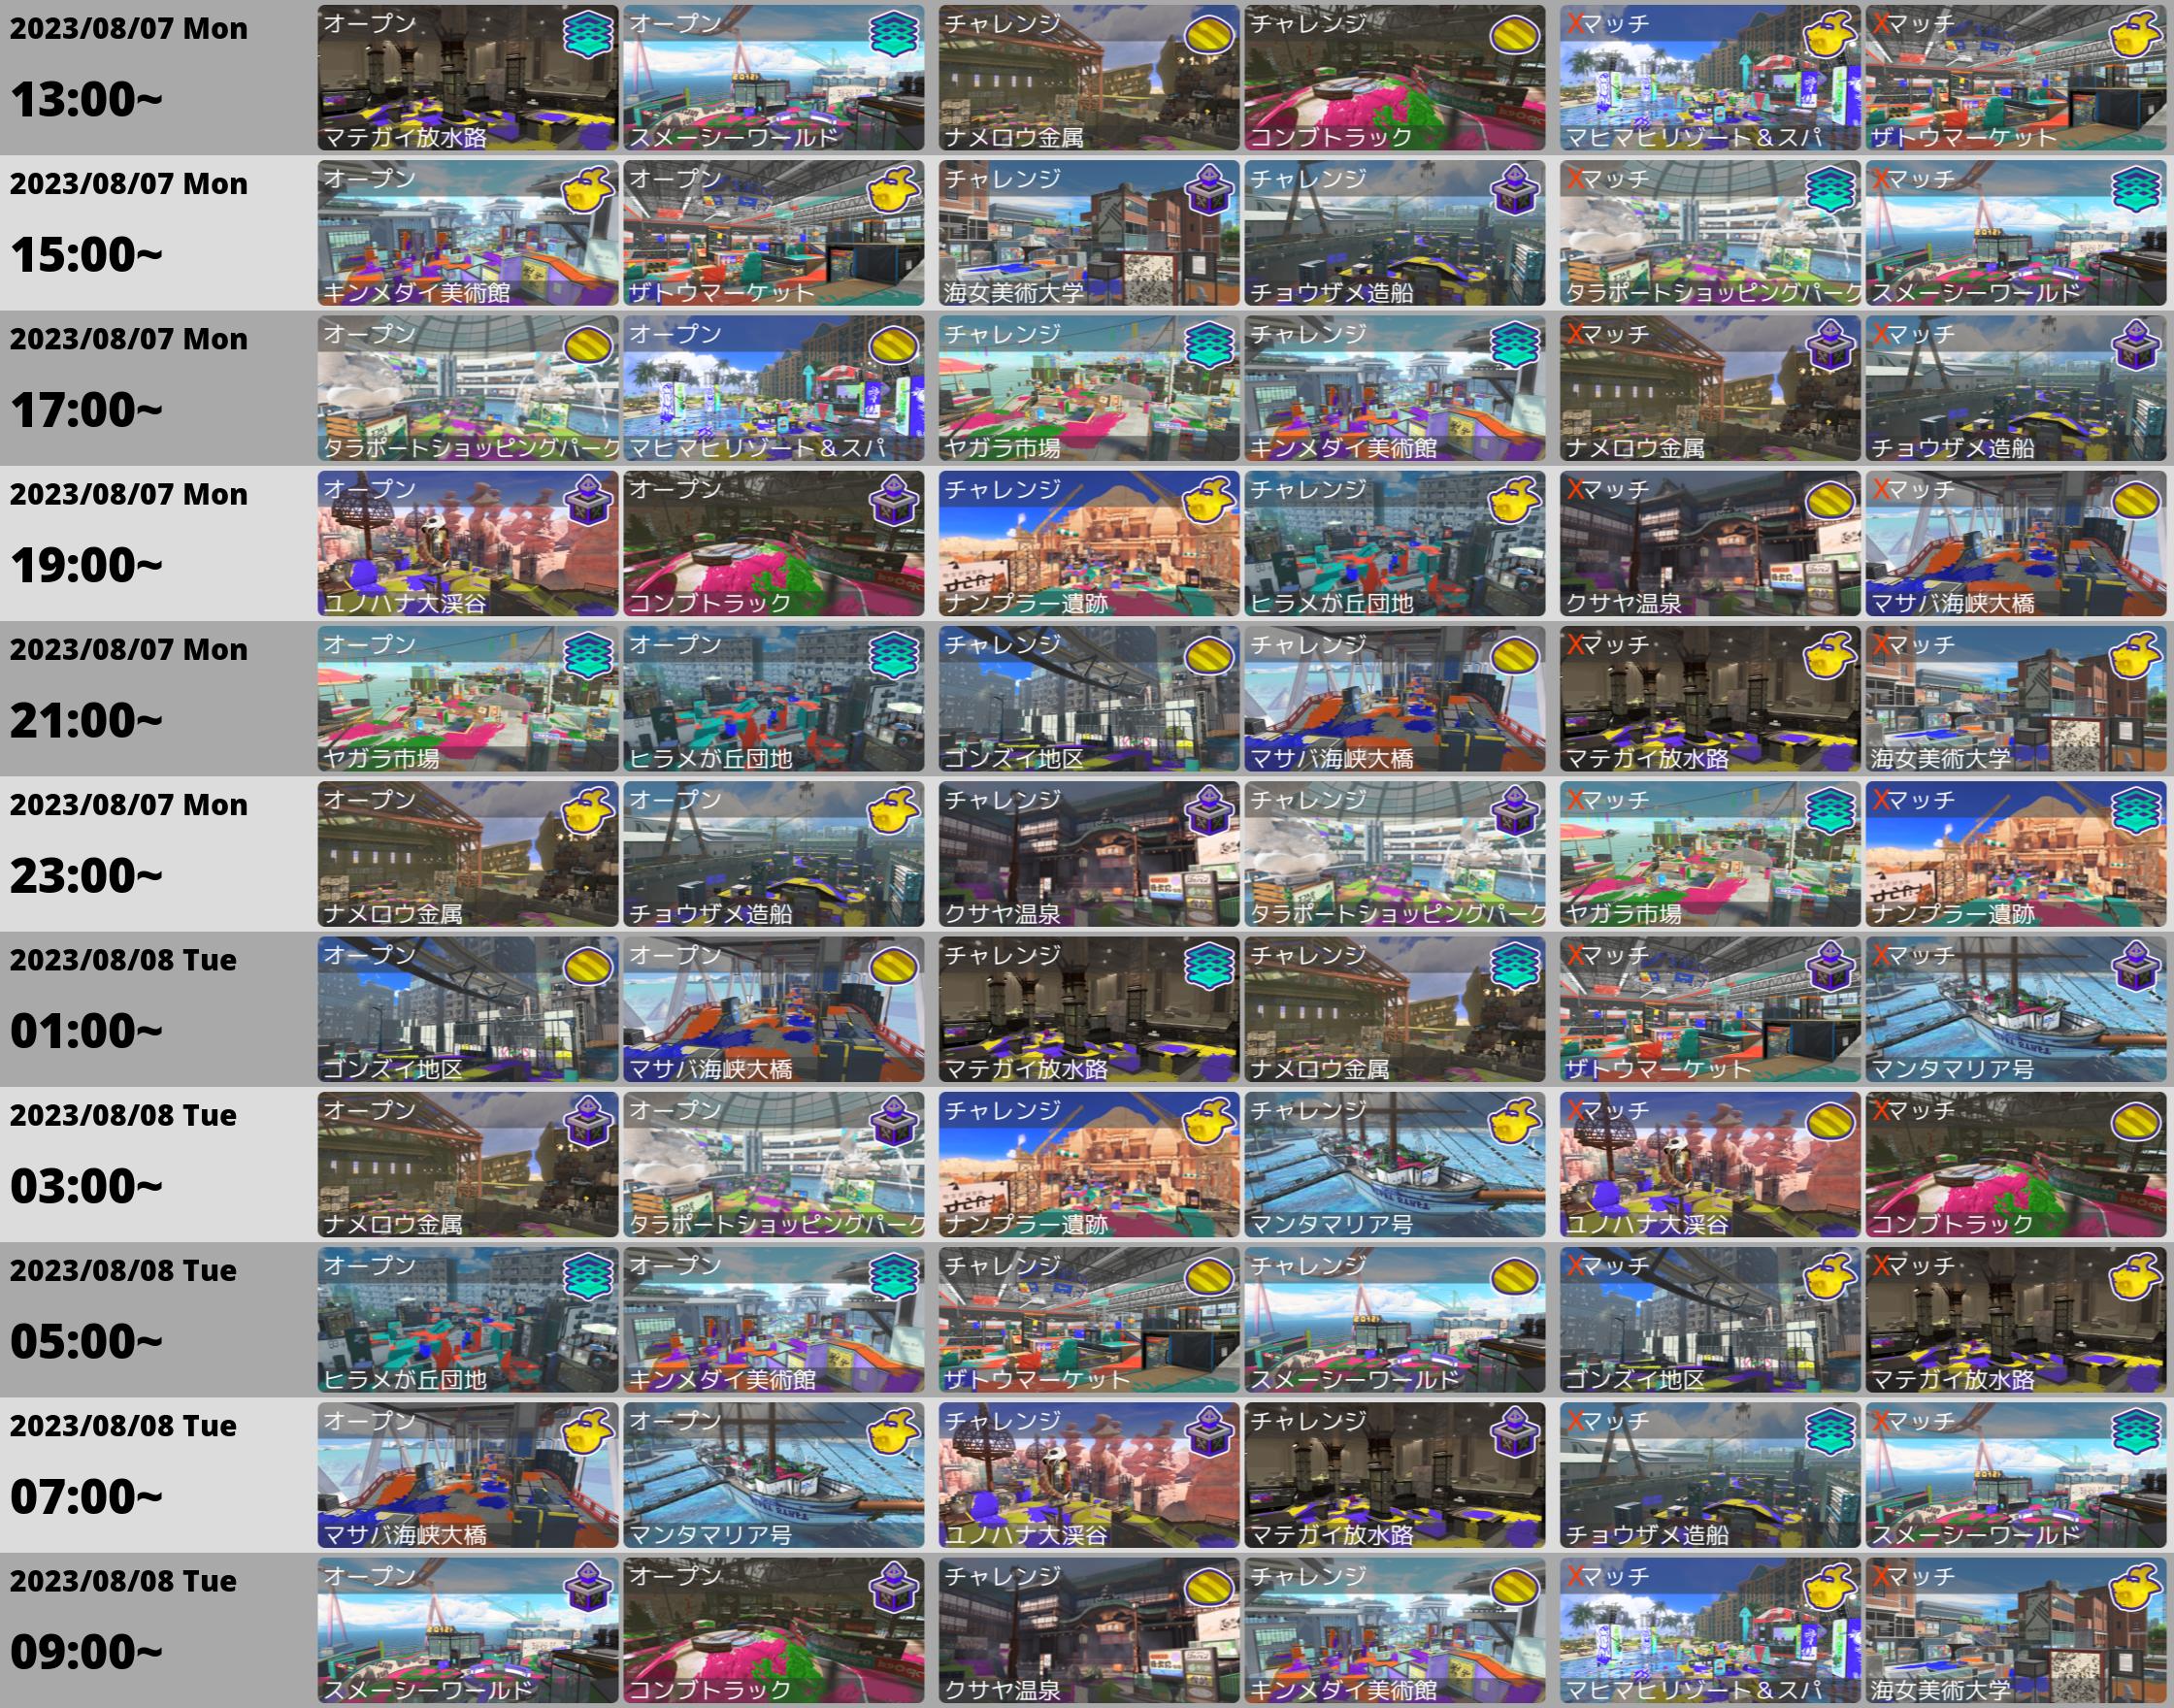 2023/08/07 Mon
13:00~
オープン オープン チャレンジ チャレンジ Xマッチ Xマッチ
マテガイ放水路 スメーシーワールド ナメロウ金属 コンブトラック マヒマヒリゾート＆スパ ザトウマーケット
2023/08/07 Mon
15:00~
オープン オープン チャレンジ チャレンジ Xマッチ Xマッチ
キンメダイ美術館 ザトウマーケット 海女美術大学 チョウザメ造船 タラポートショッピングパーク スメーシーワールド
2023/08/07 Mon
17:00~
オープン オープン チャレンジ チャレンジ Xマッチ Xマッチ
タラポートショッピングパーク マヒマヒリゾート＆スパ ヤガラ市場 キンメダイ美術館 ナメロウ金属 チョウザメ造船
2023/08/07 Mon
19:00~
オープン オープン チャレンジ チャレンジ Xマッチ Xマッチ
ユノハナ大渓谷 コンブトラック ナンプラー遺跡 ヒラメが丘団地 クサヤ温泉 マサバ海峡大橋
2023/08/07 Mon
21:00~
オープン オープン チャレンジ チャレンジ Xマッチ Xマッチ
ヤガラ市場 ヒラメが丘団地 ゴンズイ地区 マサバ海峡大橋 マテガイ放水路 海女美術大学
2023/08/07 Mon
23:00~
オープン オープン チャレンジ チャレンジ Xマッチ Xマッチ
ナメロウ金属 チョウザメ造船 クサヤ温泉 タラポートショッピングパーク ヤガラ市場 ナンプラー遺跡
2023/08/08 Tue
01:00~
オープン オープン チャレンジ チャレンジ Xマッチ Xマッチ
ゴンズイ地区 マサバ海峡大橋 マテガイ放水路 ナメロウ金属 ザトウマーケット マンタマリア号
2023/08/08 Tue
03:00~
オープン オープン チャレンジ チャレンジ Xマッチ Xマッチ
ナメロウ金属 タラポートショッピングパーク ナンプラー遺跡 マンタマリア号 ユノハナ大渓谷 コンブトラック
2023/08/08 Tue
05:00~
オープン オープン チャレンジ チャレンジ Xマッチ Xマッチ
ヒラメが丘団地 キンメダイ美術館 ザトウマーケット スメーシーワールド ゴンズイ地区 マテガイ放水路
2023/08/08 Tue
07:00~
オープン オープン チャレンジ チャレンジ Xマッチ Xマッチ
マサバ海峡大橋 マンタマリア号 ユノハナ大渓谷 マテガイ放水路 チョウザメ造船 スメーシーワールド
2023/08/08 Tue
09:00~
オープン オープン チャレンジ チャレンジ Xマッチ Xマッチ
スメーシーワールド コンブトラック クサヤ温泉 キンメダイ美術館 マヒマヒリゾート＆スパ 海女美術大学